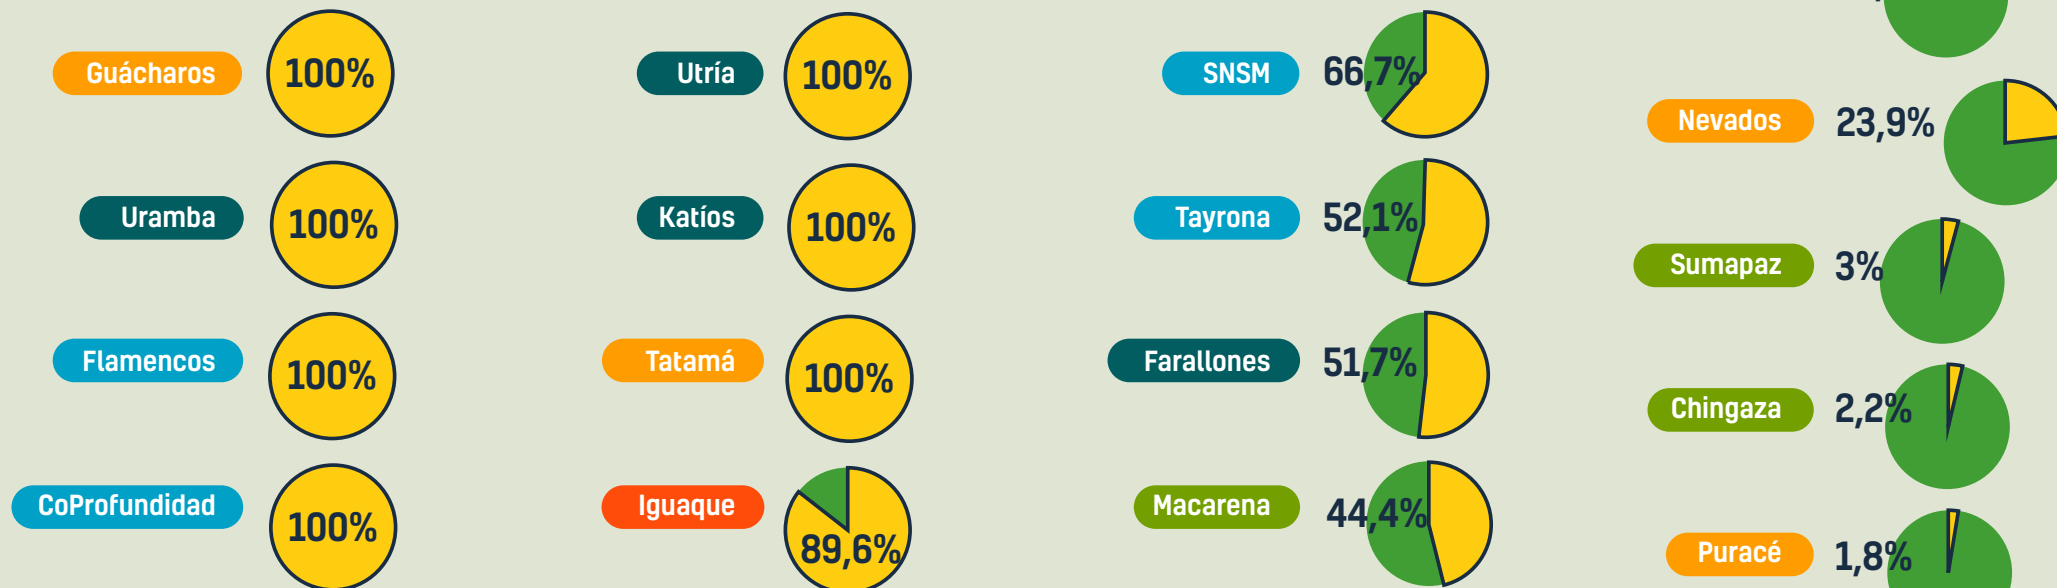 Guácharos 100%
Uramba 100%
Flamencos 100%
CoProfundidad 100%
Utría 100%
Katíos 100%
Tatamá 100%
Iguaque 89,6%
SNSM 66,7%
Tayrona 52,1%
Farallones 51,7%
Macarena 44,4%
Nevados 23,9%
Sumapaz 3%
Chingaza 2,2%
Puracé 1,8%